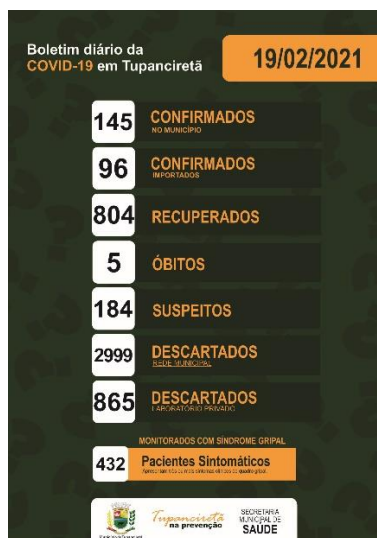 Boletim diário da
COVID-19 em Tupanciretã
19/02/2021
145 CONFIRMADOS
NO MUNICÍPIO
96 CONFIRMADOS
IMPORTADOS
804 RECUPERADOS
5 ÓBITOS
184 SUSPEITOS
2999 DESCARTADOS
REDE MUNICIPAL
865 DESCARTADOS
LABORATÓRIO PRIVADO
MONITORADOS COM SÍNDROME GRIPAL
432 Pacientes Sintomáticos
Tupanciretã
na prevenção
SECRETARIA
MUNICIPAL DE
SAÚDE